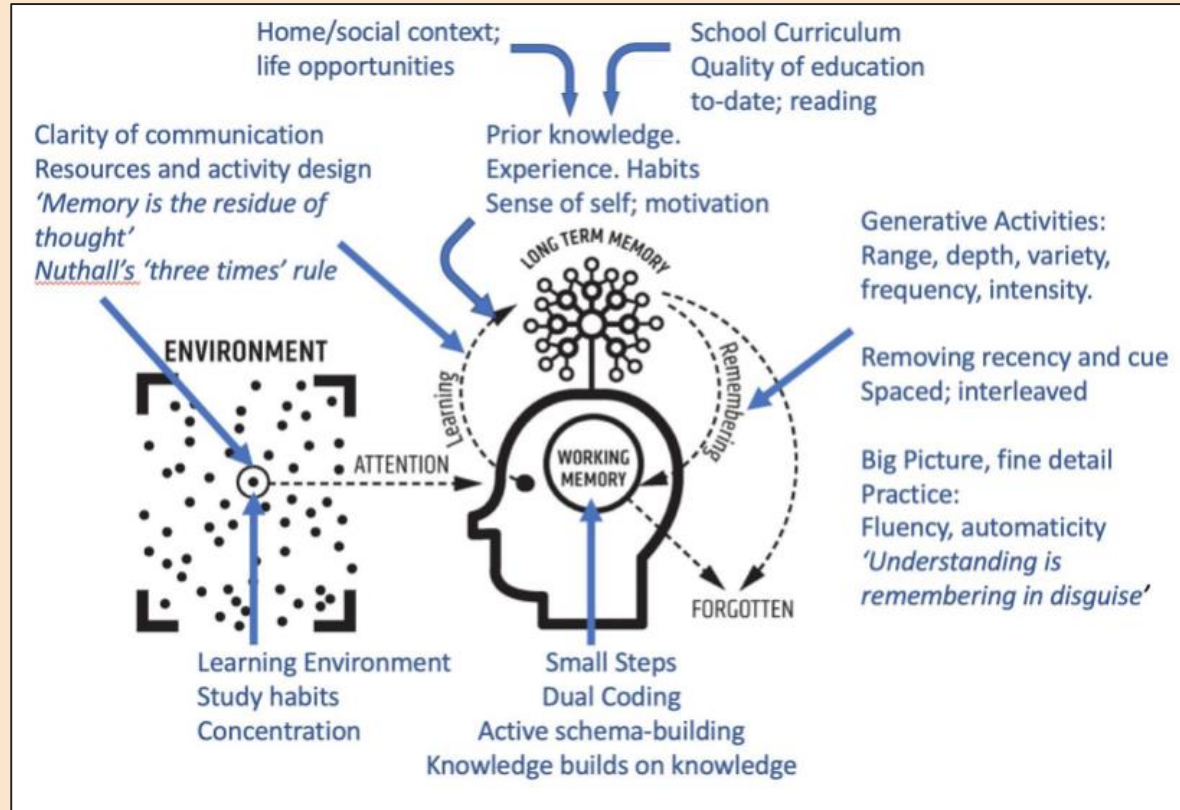 Home/social context;
life opportunities
School Curriculum
Quality of education
to-date; reading
Clarity of communication
Resources and activity design
‘Memory is the residue of
thought’
Nuthall’s ‘three times’ rule
Prior knowledge.
Experience. Habits
Sense of self; motivation
Generative Activities:
Range, depth, variety,
frequency, intensity.
Removing recency and cue
Spaced; interleaved
Big Picture, fine detail
Practice:
Fluency, automaticity
‘Understanding is
remembering in disguise’
LONG TERM MEMORY
ENVIRONMENT
Learning
Remembering
ATTENTION
WORKING
MEMORY
FORGOTTEN
Learning Environment
Study habits
Concentration
Small Steps
Dual Coding
Active schema-building
Knowledge builds on knowledge